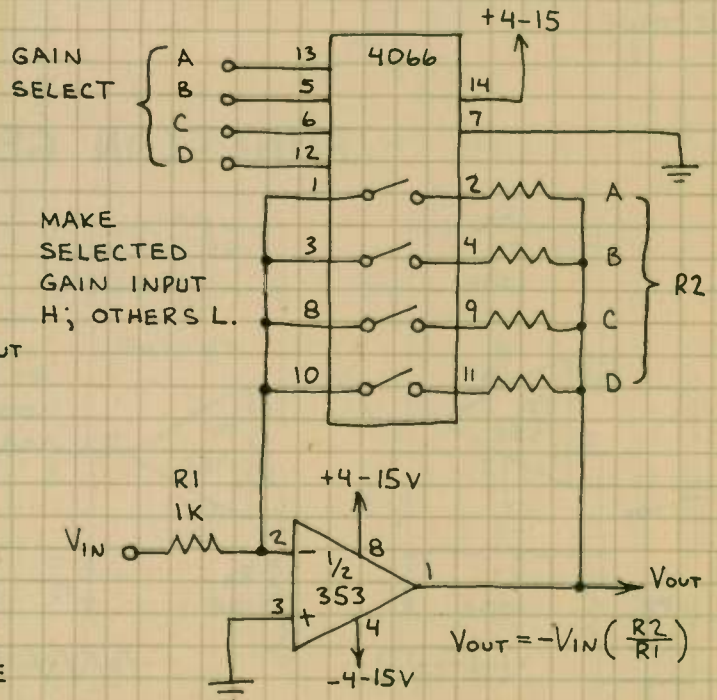 +4-15
GAIN
SELECT
A 13
B 5
C 6
D 12
4066
14
7
1 2 A
3 4 B
8 9 C
10 11 D
R2
MAKE
SELECTED
GAIN INPUT
H; OTHERS L.
UT
R1
1K
+4-15V
VIN
2 -
8
1/2
353
1
3 +
4
VOUT
VOUT = -VIN (R2/R1)
-4-15V
E